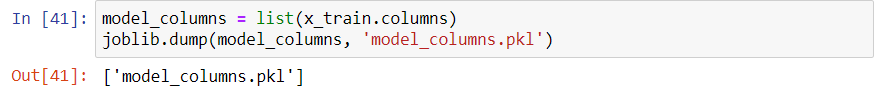 In [41]: model_columns = list(x_train.columns)
joblib.dump(model_columns, 'model_columns.pkl')
Out[41]: ['model_columns.pkl']